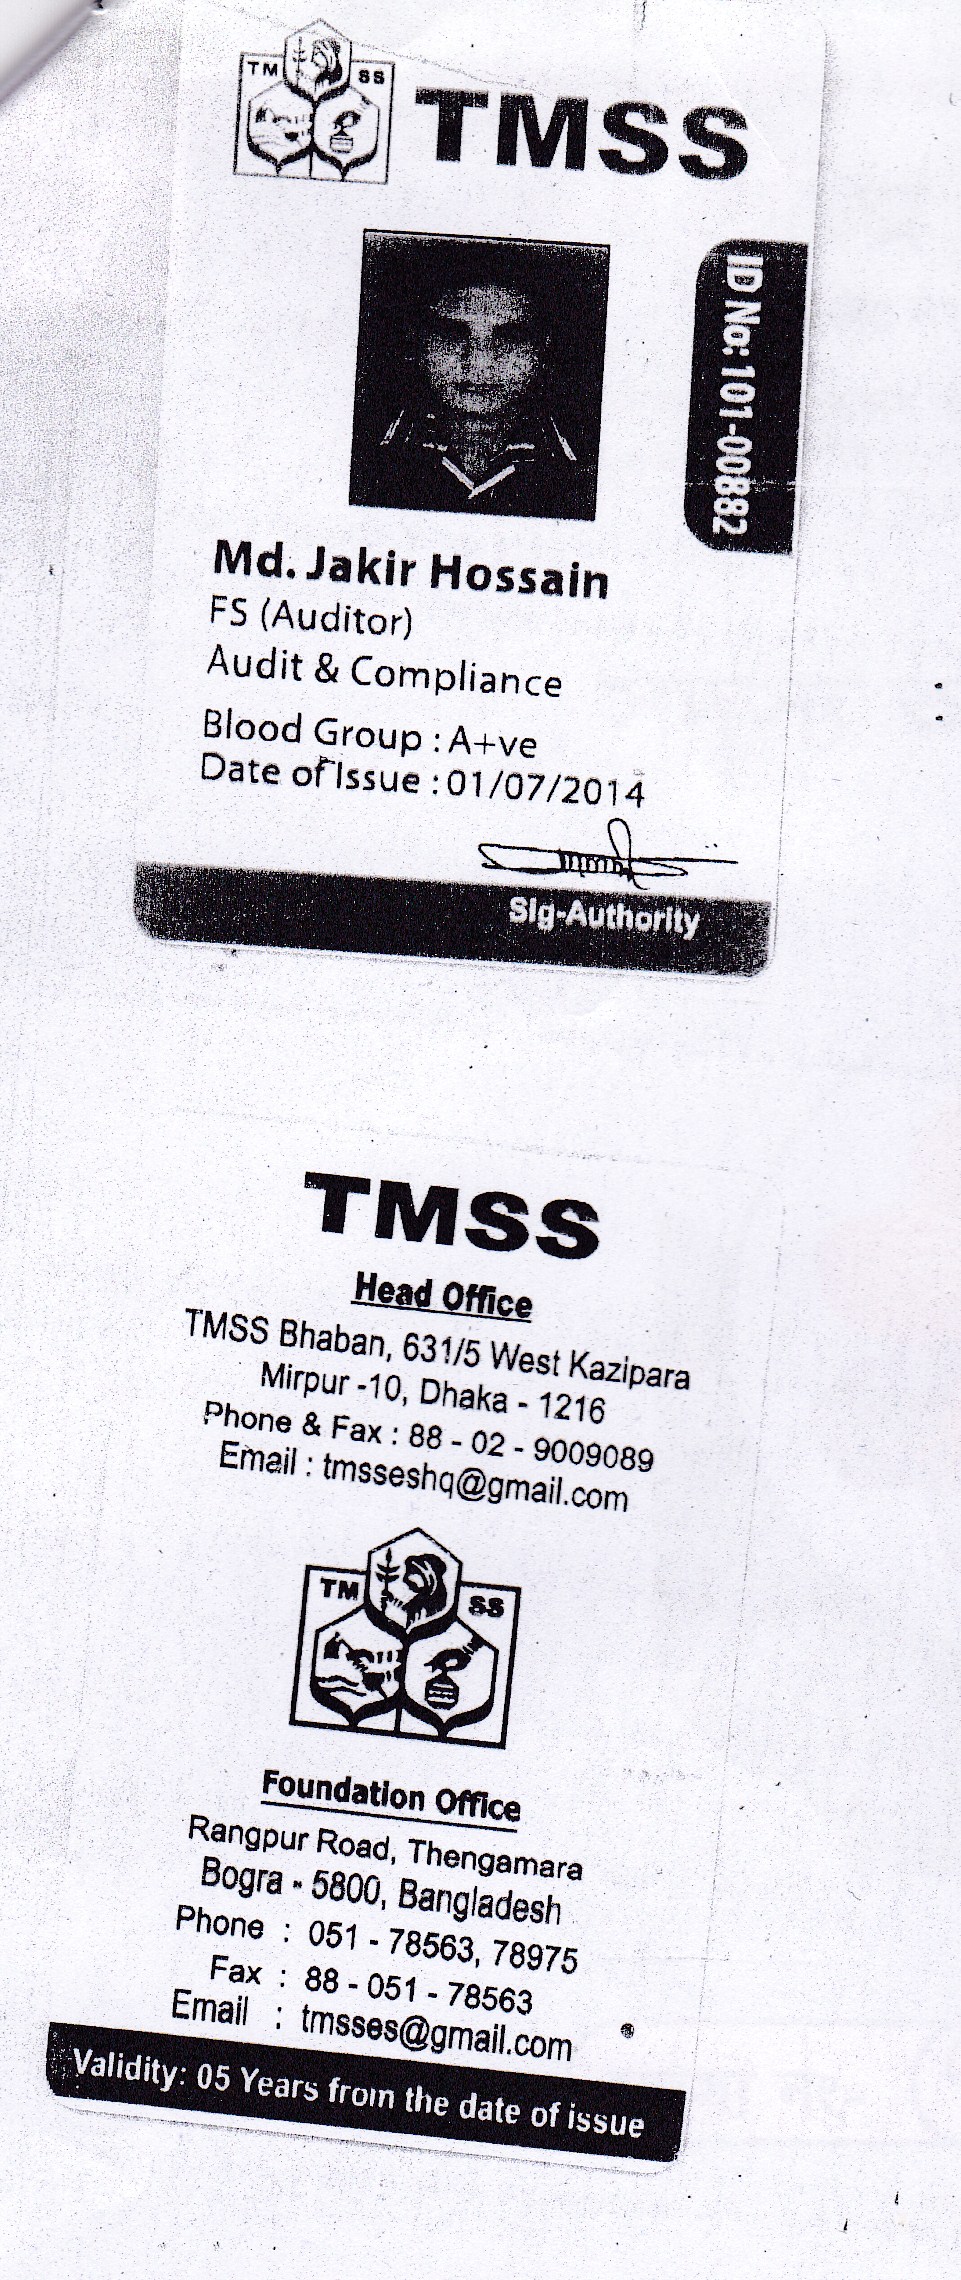 TM SS
TMSS
ID No: 101-00882
Md. Jakir Hossain
FS (Auditor)
Audit & Compliance
Blood Group : A+ve
Date of Issue : 01/07/2014
Sig-Authority
TMSS
Head Office
TMSS Bhaban, 631/5 West Kazipara
Mirpur -10, Dhaka - 1216
Phone & Fax : 88 - 02 - 9009089
Email : tmsseshq@gmail.com
TM SS
Foundation Office
Rangpur Road, Thengamara
Bogra - 5800, Bangladesh
Phone : 051 - 78563, 78975
Fax : 88 - 051 - 78563
Email : tmsses@gmail.com
Validity: 05 Years from the date of issue